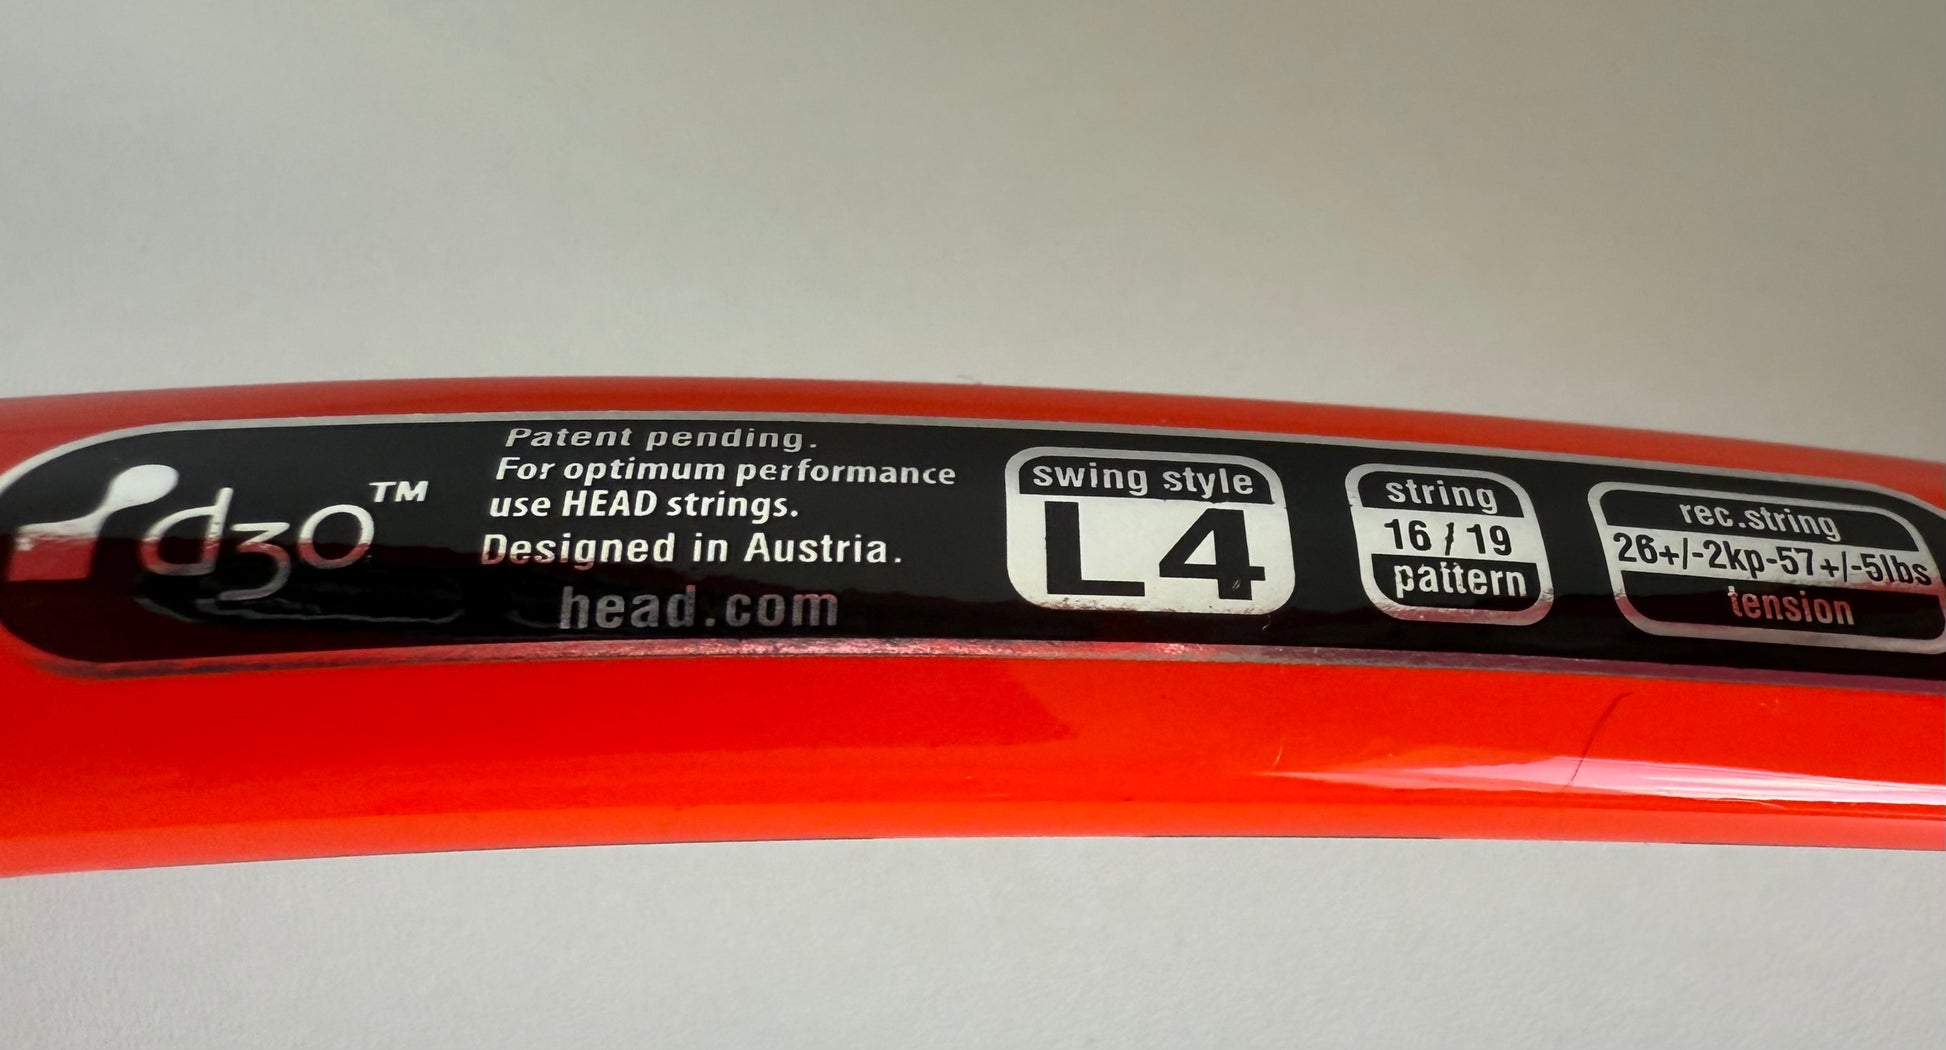 d3o™
Patent pending.
For optimum performance
use HEAD strings.
Designed in Austria.
head.com
swing style
L4
string
16 / 19
pattern
rec.string
26+/-2kp-57+/-5lbs
tension